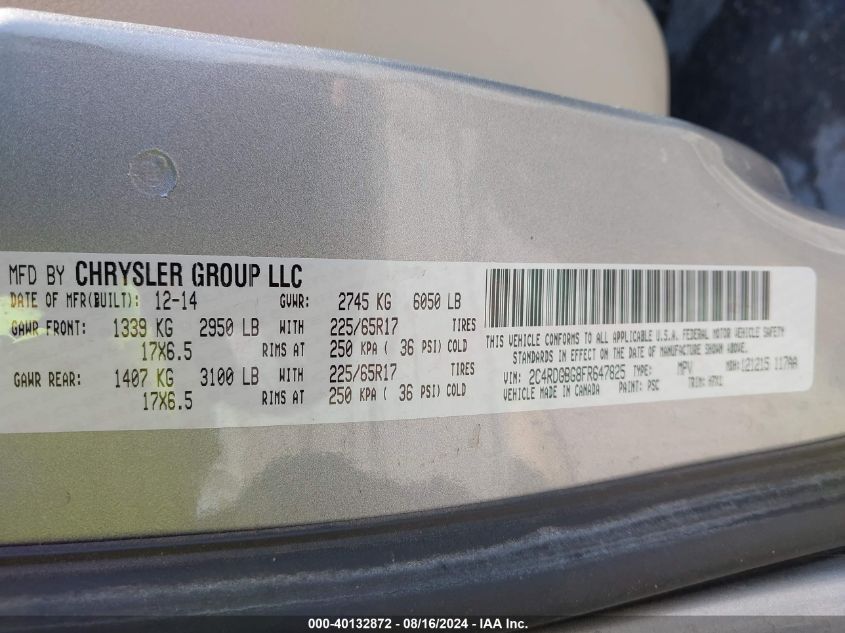 MFD BY CHRYSLER GROUP LLC
DATE OF MFR(BUILT): 12-14 GVWR: 2745 KG 6050 LB
GAWR FRONT: 1339 KG 2950 LB WITH 225/65R17 TIRES
17X6.5 RIMS AT 250 KPA ( 36 PSI) COLD
GAWR REAR: 1407 KG 3100 LB WITH 225/65R17 TIRES
17X6.5 RIMS AT 250 KPA ( 36 PSI) COLD
THIS VEHICLE CONFORMS TO ALL APPLICABLE U.S.A. FEDERAL MOTOR VEHICLE SAFETY
STANDARDS IN EFFECT ON THE DATE OF MANUFACTURE SHOWN ABOVE.
VIN: 2C4RDGBG8FR647825 TYPE: MPV MDH: 121215 117AA
VEHICLE MADE IN CANADA PAINT: PSC TRIM:
000-40132872 - 08/16/2024 - IAA Inc.